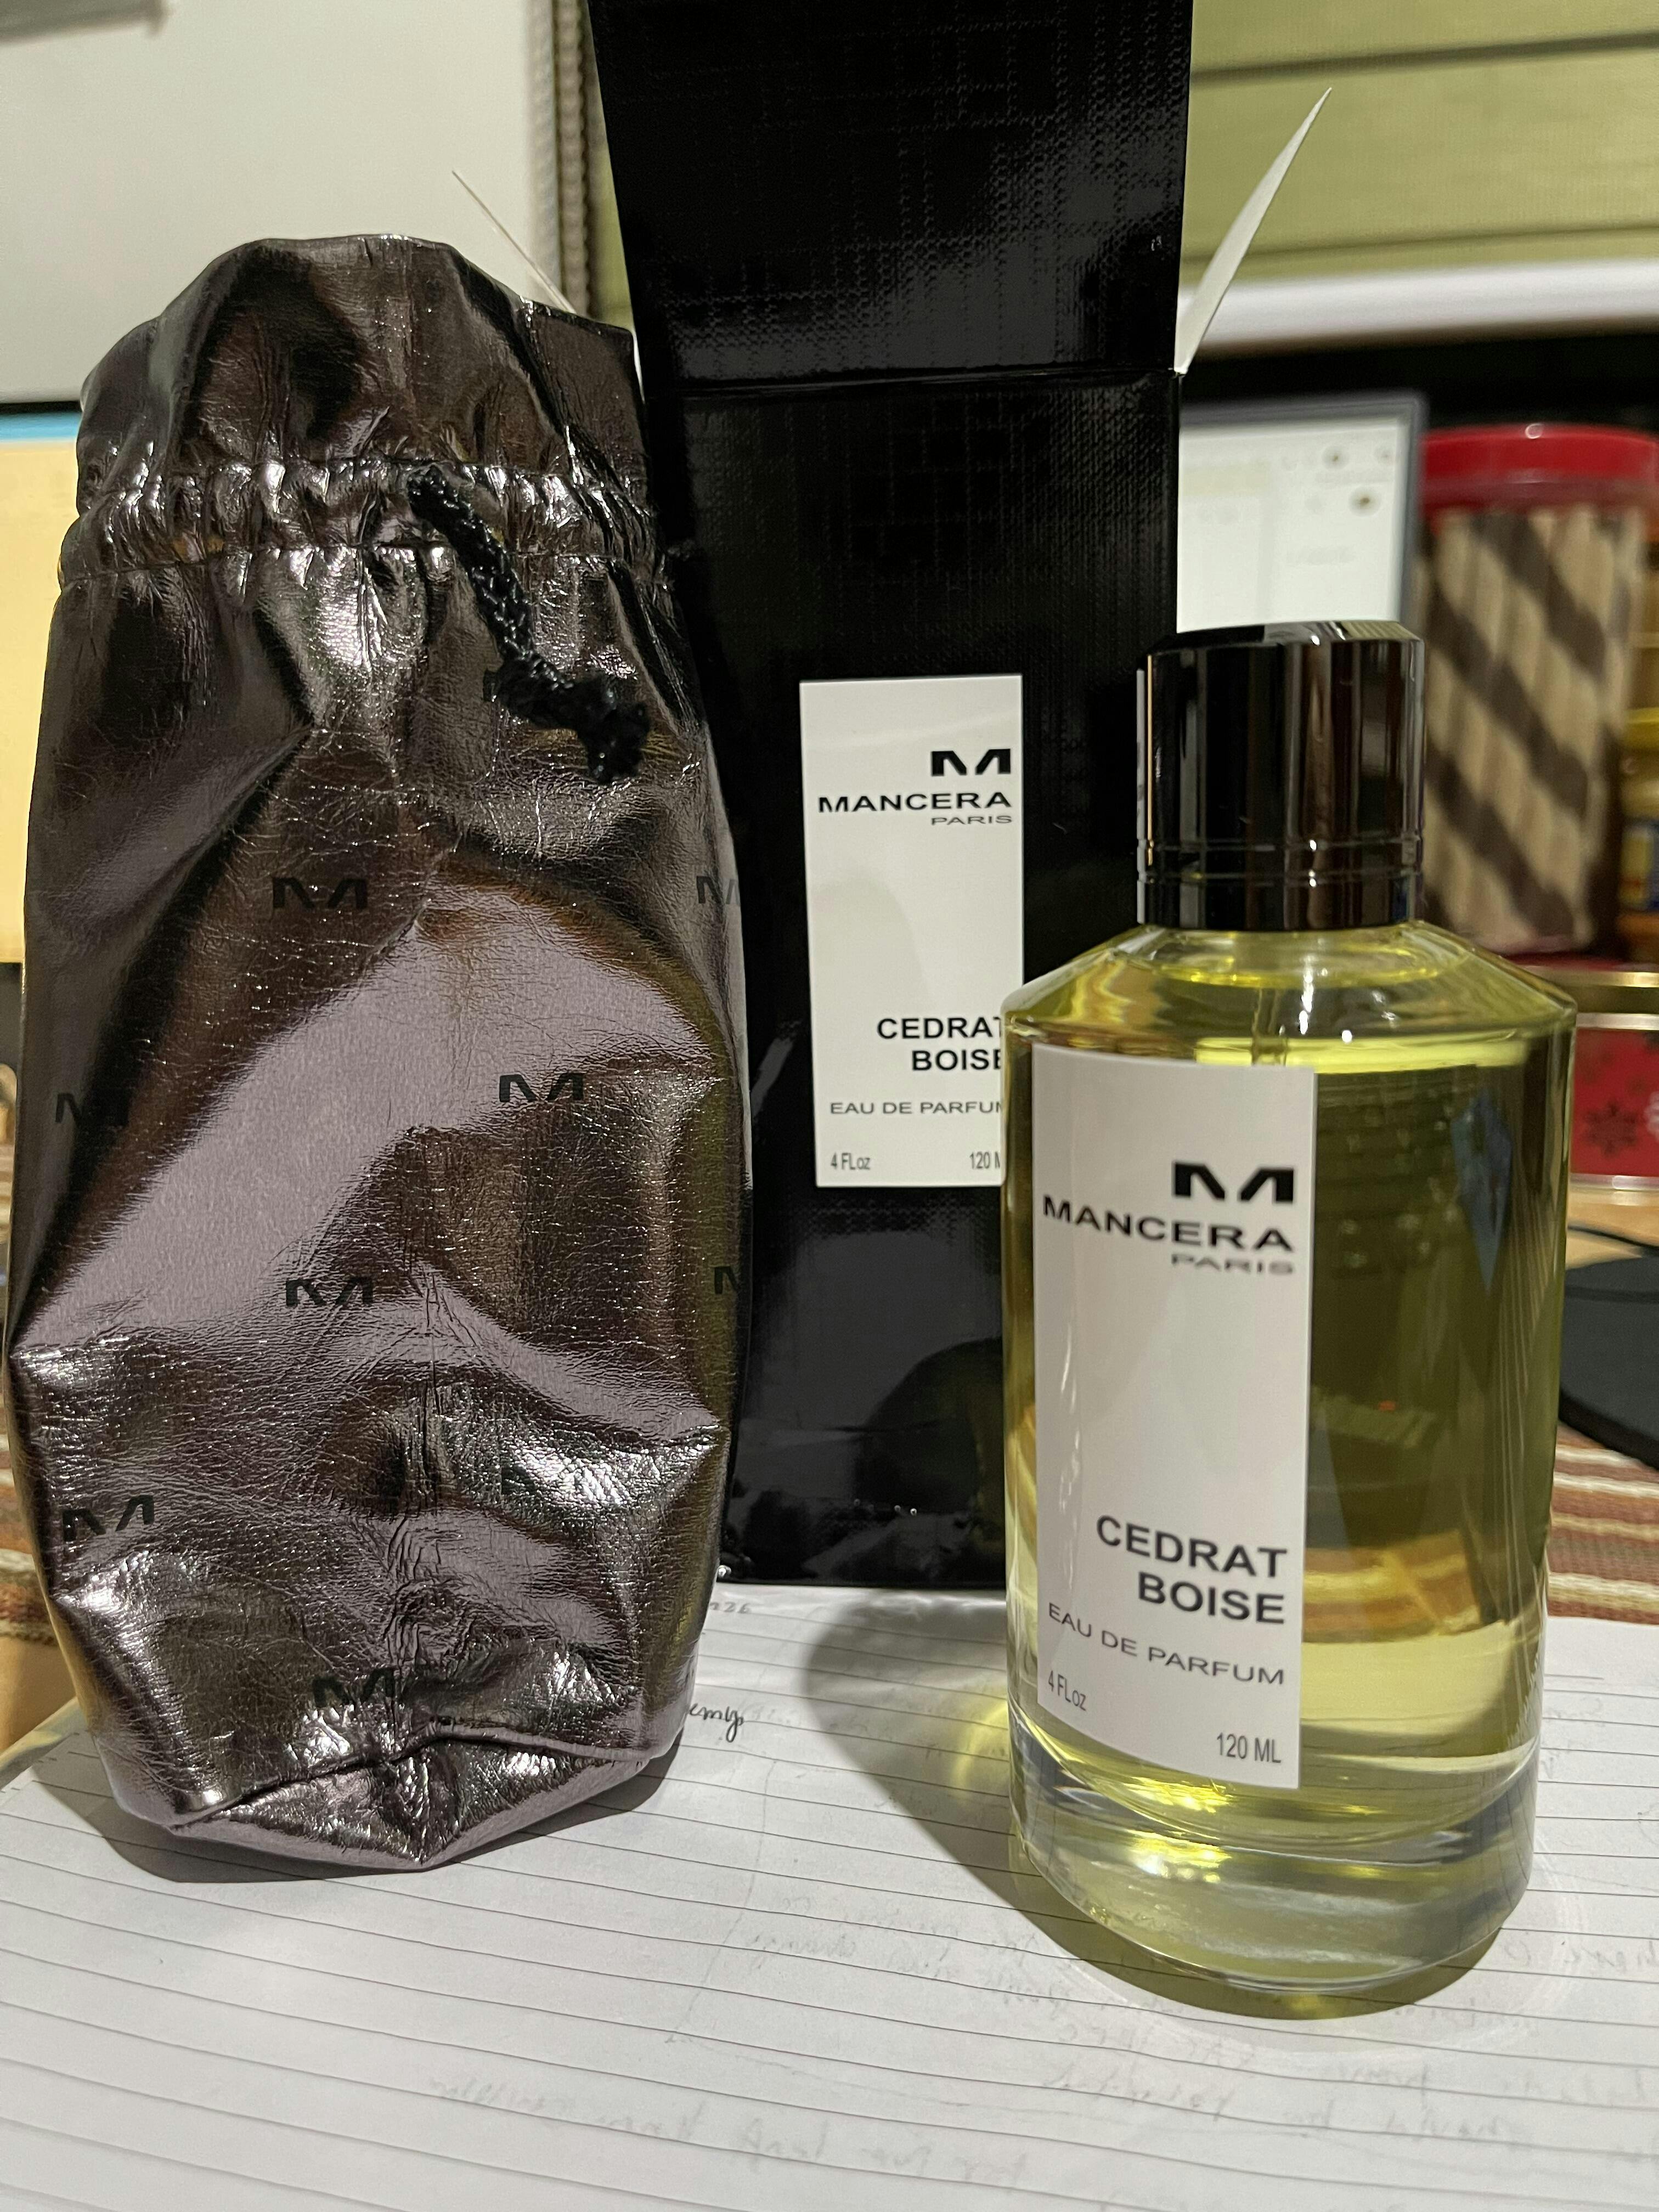 MANCERA
PARIS
CEDRAT
BOISE
EAU DE PARFUM
4 FLoz
120 M
MANCERA
PARIS
CEDRAT
BOISE
EAU DE PARFUM
4 FLoz
120 ML